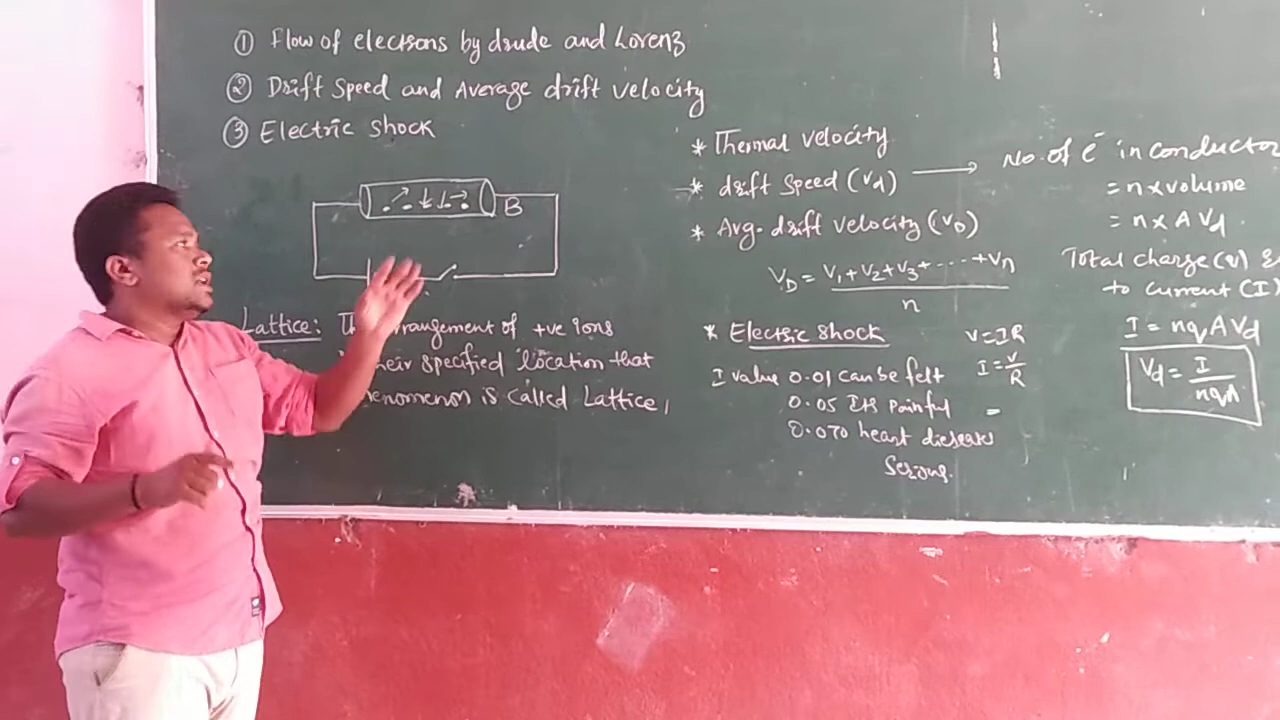 ① Flow of electrons by drude and Lorenz
② Drift Speed and Average drift velocity
③ Electric shock
B
Lattice: arrangement of +ve ions
their specified location that
phenomenon is called Lattice,
* Thermal velocity
* drift speed (Vd)
* Avg. drift velocity (VD)
VD = V1 + V2 + V3 + ---- + Vn
n
* Electric shock
I value 0.01 can be felt
0.05 painful
0.070 heart
V = IR
I = V
R
=
→ No. of e⁻ in conductor
= n x volume
= n x A Vd.
Total charge (q)
to current (I)
I = nqAVd
Vd = I
nqA